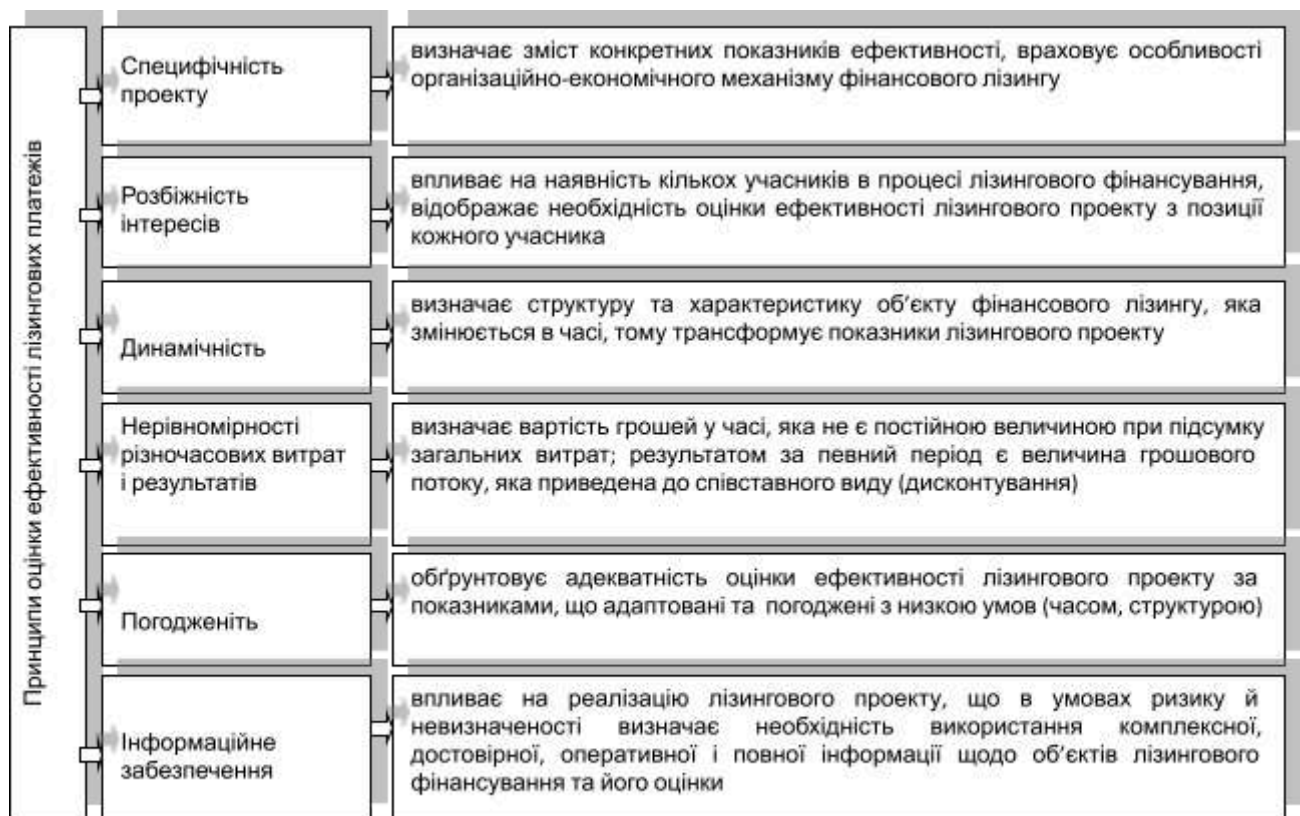 Принципи оцінки ефективності лізингових платежів
Специфічність
проекту
визначає зміст конкретних показників ефективності, враховує особливості
організаційно-економічного механізму фінансового лізингу
Розбіжність
інтересів
впливає на наявність кількох учасників в процесі лізингового фінансування,
відображає необхідність оцінки ефективності лізингового проекту з позиції
кожного учасника
Динамічність
визначає структуру та характеристику об’єкту фінансового лізингу, яка
змінюється в часі, тому трансформує показники лізингового проекту
Нерівномірності
різночасових витрат
і результатів
визначає вартість грошей у часі, яка не є постійною величиною при підсумку
загальних витрат; результатом за певний період є величина грошового
потоку, яка приведена до співставного виду (дисконтування)
Погодженіть
обґрунтовує адекватність оцінки ефективності лізингового проекту за
показниками, що адаптовані та погоджені з низкою умов (часом, структурою)
Інформаційне
забезпечення
впливає на реалізацію лізингового проекту, що в умовах ризику й
невизначеності визначає необхідність використання комплексної,
достовірної, оперативної і повної інформації щодо об’єктів лізингового
фінансування та його оцінки